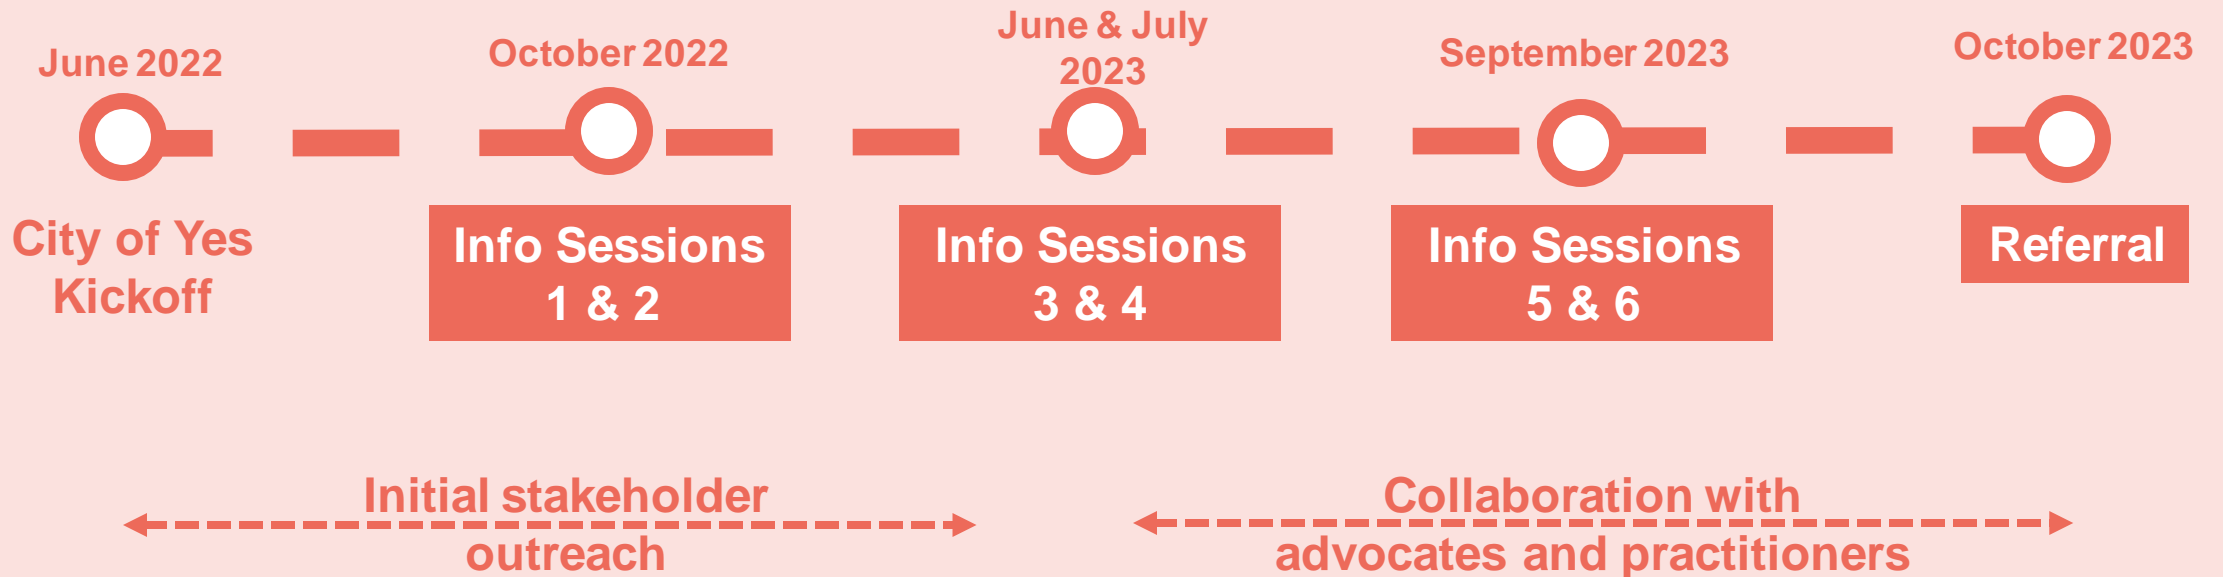 June 2022
October 2022
June & July
2023
September 2023
October 2023
City of Yes
Kickoff
Info Sessions
1 & 2
Info Sessions
3 & 4
Info Sessions
5 & 6
Referral
Initial stakeholder
outreach
Collaboration with
advocates and practitioners